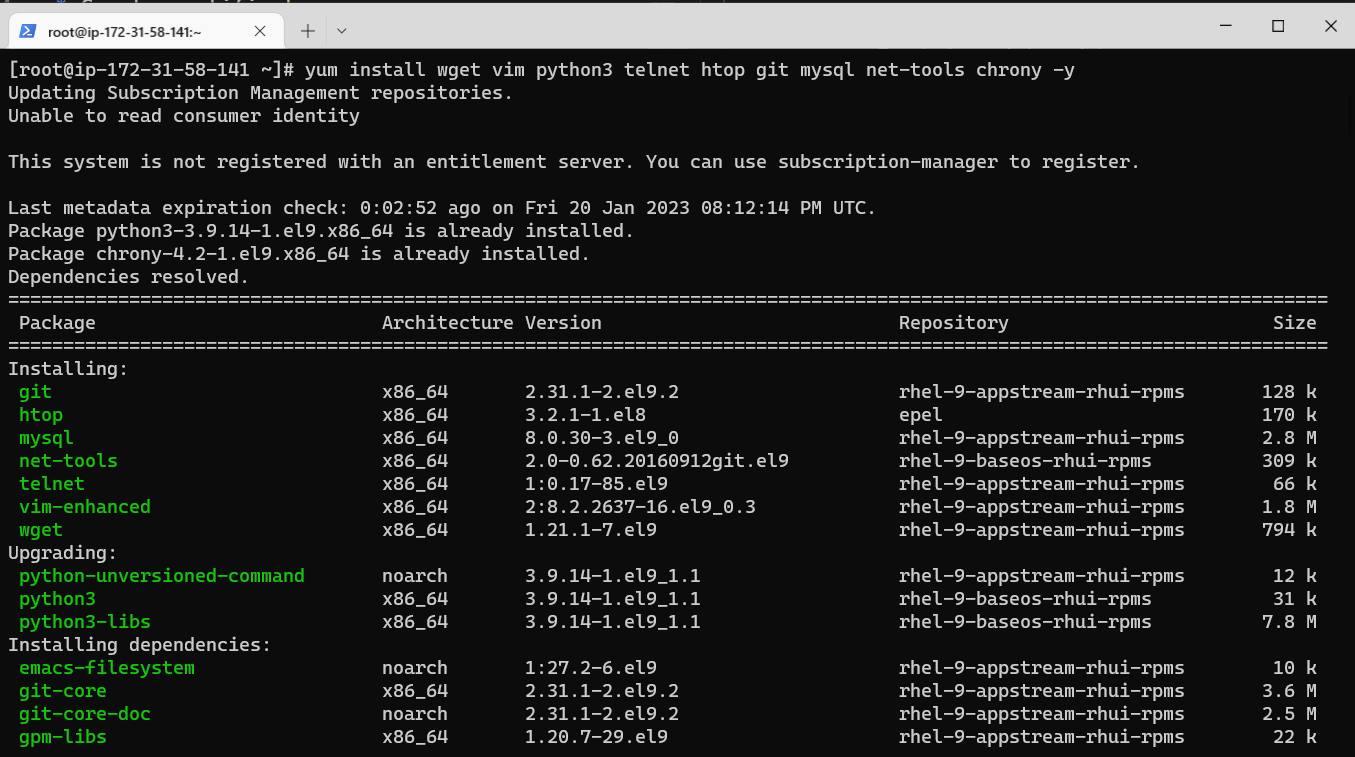 root@ip-172-31-58-141:~
[root@ip-172-31-58-141 ~]# yum install wget vim python3 telnet htop git mysql net-tools chrony -y
Updating Subscription Management repositories.
Unable to read consumer identity
This system is not registered with an entitlement server. You can use subscription-manager to register.
Last metadata expiration check: 0:02:52 ago on Fri 20 Jan 2023 08:12:14 PM UTC.
Package python3-3.9.14-1.el9.x86_64 is already installed.
Package chrony-4.2-1.el9.x86_64 is already installed.
Dependencies resolved.
========================================================================================================================
Package Architecture Version Repository Size
========================================================================================================================
Installing:
git x86_64 2.31.1-2.el9.2 rhel-9-appstream-rhui-rpms 128 k
htop x86_64 3.2.1-1.el8 epel 170 k
mysql x86_64 8.0.30-3.el9_0 rhel-9-appstream-rhui-rpms 2.8 M
net-tools x86_64 2.0-0.62.20160912git.el9 rhel-9-baseos-rhui-rpms 309 k
telnet x86_64 1:0.17-85.el9 rhel-9-appstream-rhui-rpms 66 k
vim-enhanced x86_64 2:8.2.2637-16.el9_0.3 rhel-9-appstream-rhui-rpms 1.8 M
wget x86_64 1.21.1-7.el9 rhel-9-appstream-rhui-rpms 794 k
Upgrading:
python-unversioned-command noarch 3.9.14-1.el9_1.1 rhel-9-appstream-rhui-rpms 12 k
python3 x86_64 3.9.14-1.el9_1.1 rhel-9-baseos-rhui-rpms 31 k
python3-libs x86_64 3.9.14-1.el9_1.1 rhel-9-baseos-rhui-rpms 7.8 M
Installing dependencies:
emacs-filesystem noarch 1:27.2-6.el9 rhel-9-appstream-rhui-rpms 10 k
git-core x86_64 2.31.1-2.el9.2 rhel-9-appstream-rhui-rpms 3.6 M
git-core-doc noarch 2.31.1-2.el9.2 rhel-9-appstream-rhui-rpms 2.5 M
gpm-libs x86_64 1.20.7-29.el9 rhel-9-appstream-rhui-rpms 22 k